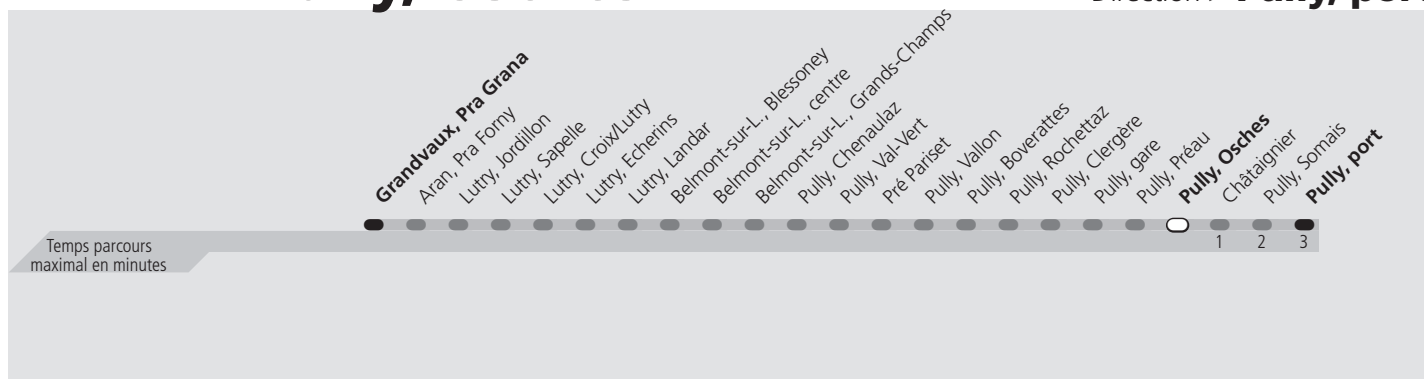 Direction : Pully, port
Grandvaux, Pra Grana
Aran, Pra Forny
Lutry, Jordillon
Lutry, Sapelle
Lutry, Croix/Lutry
Lutry, Echerins
Lutry, Landar
Belmont-sur-L., Blessoney
Belmont-sur-L., centre
Belmont-sur-L., Grands-Champs
Pully, Chenaulaz
Pully, Val-Vert
Pré Pariset
Pully, Vallon
Pully, Boverattes
Pully, Rochettaz
Pully, Clergère
Pully, gare
Pully, Préau
Pully, Osches
Châtaignier
Pully, Somais
Pully, port
Temps parcours
maximal en minutes
1 2 3